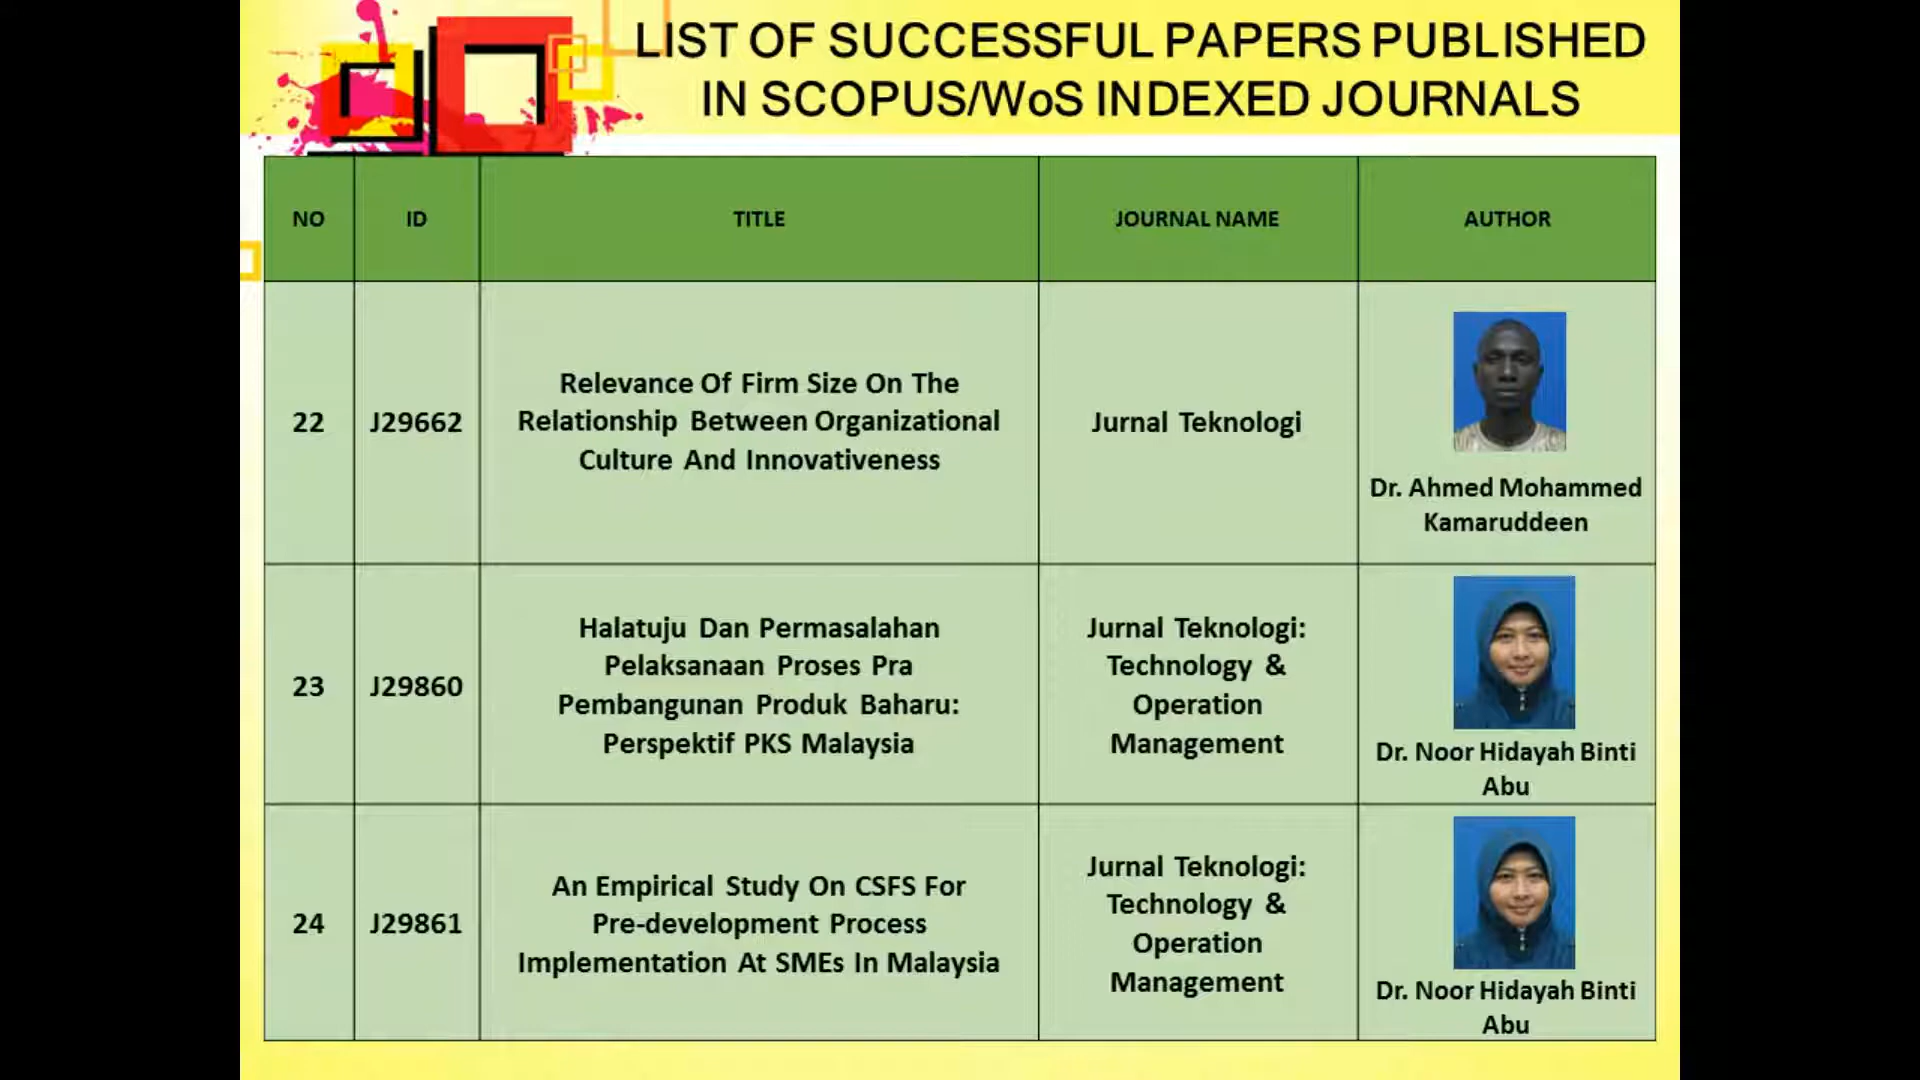 LIST OF SUCCESSFUL PAPERS PUBLISHED
IN SCOPUS/WoS INDEXED JOURNALS
NO
ID
TITLE
JOURNAL NAME
AUTHOR
22
J29662
Relevance Of Firm Size On The
Relationship Between Organizational
Culture And Innovativeness
Jurnal Teknologi
Dr. Ahmed Mohammed
Kamaruddeen
23
J29860
Halatuju Dan Permasalahan
Pelaksanaan Proses Pra
Pembangunan Produk Baharu:
Perspektif PKS Malaysia
Jurnal Teknologi:
Technology &
Operation
Management
Dr. Noor Hidayah Binti
Abu
24
J29861
An Empirical Study On CSFS For
Pre-development Process
Implementation At SMEs In Malaysia
Jurnal Teknologi:
Technology &
Operation
Management
Dr. Noor Hidayah Binti
Abu